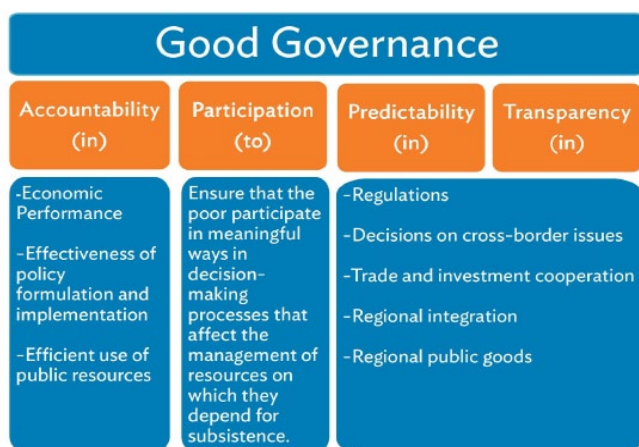 Good Governance
Accountability
(in)
Participation
(to)
Predictability
(in)
Transparency
(in)
-Economic
Performance
-Effectiveness of
policy
formulation and
implementation
-Efficient use of
public resources
Ensure that the
poor participate
in meaningful
ways in
decision-
making
processes that
affect the
management of
resources on
which they
depend for
subsistence.
-Regulations
-Decisions on cross-border issues
-Trade and investment cooperation
-Regional integration
-Regional public goods